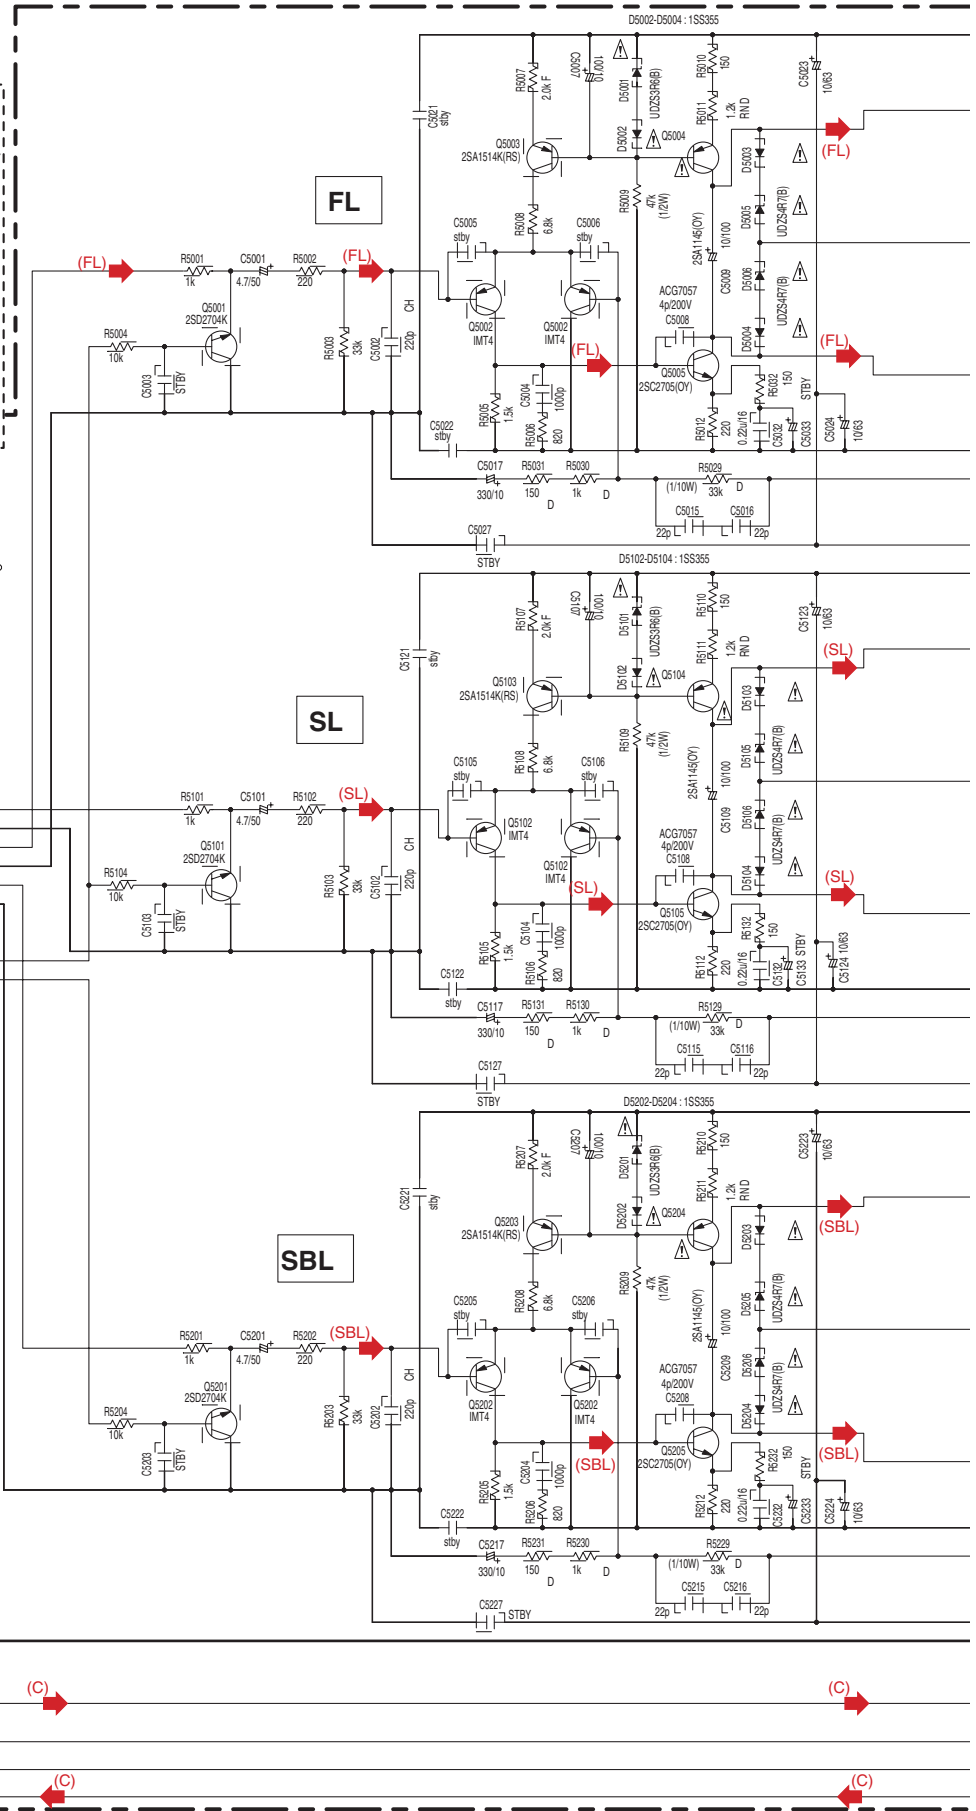 D5002-D5004 : 1SS355
R5007
2.0k F
C5007
100/10
D5001
UDZS3R6(B)
R5010
150
C5023
10/63
C5021
stby
R5011
1.2k
RN D
Q5003
2SA1514K(RS)
D5002
Q5004
D5003
(FL)
FL
R5008
6.8k
R5009
47k
(1/2W)
D5005
UDZS4R7(B)
C5005
stby
C5006
stby
2SA1145(OY)
10/100
C5009
(FL)
R5001
1k
C5001
4.7/50
R5002
220
(FL)
D5006
UDZS4R7(B)
ACG7057
4p/200V
C5008
Q5001
2SD2704K
CH
Q5002
IMT4
Q5002
IMT4
D5004
R5004
10k
R5003
33k
C5002
220p
(FL)
(FL)
C5003
STBY
Q5005
2SC2705(OY)
R5032
150
STBY
R5005
1.5k
C5004
1000p
R5006
820
C5022
stby
R5012
220
0.22u/16
C5032
C5033
C5024
10/63
C5017
330/10
R5031
150
D
R5030
1k
D
R5029
(1/10W)
33k
D
C5015
22p
C5016
22p
C5027
STBY
D5102-D5104 : 1SS355
R5107
2.0k F
C5107
100/10
D5101
UDZS3R6(B)
R5110
150
C5123
10/63
C5121
stby
R5111
1.2k
RN D
Q5103
2SA1514K(RS)
D5102
Q5104
D5103
(SL)
SL
R5108
6.8k
R5109
47k
(1/2W)
D5105
UDZS4R7(B)
C5105
stby
C5106
stby
2SA1145(OY)
10/100
C5109
R5101
1k
C5101
4.7/50
R5102
220
(SL)
D5106
UDZS4R7(B)
ACG7057
4p/200V
C5108
Q5101
2SD2704K
CH
Q5102
IMT4
Q5102
IMT4
D5104
R5104
10k
R5103
33k
C5102
220p
(SL)
(SL)
C5103
STBY
Q5105
2SC2705(OY)
R5132
150
STBY
R5105
1.5k
C5104
1000p
R5106
820
C5122
stby
R5112
220
0.22u/16
C5132
C5133
C5124
10/63
C5117
330/10
R5131
150
D
R5130
1k
D
R5129
(1/10W)
33k
D
C5115
22p
C5116
22p
C5127
STBY
D5202-D5204 : 1SS355
R5207
2.0k F
C5207
100/10
D5201
UDZS3R6(B)
R5210
150
C5223
10/63
C5221
stby
R5211
1.2k
RN D
Q5203
2SA1514K(RS)
D5202
Q5204
D5203
(SBL)
SBL
R5208
6.8k
R5209
47k
(1/2W)
D5205
UDZS4R7(B)
C5205
stby
C5206
stby
2SA1145(OY)
10/100
C5209
R5201
1k
C5201
4.7/50
R5202
220
(SBL)
D5206
UDZS4R7(B)
ACG7057
4p/200V
C5208
Q5201
2SD2704K
CH
Q5202
IMT4
Q5202
IMT4
D5204
R5204
10k
R5203
33k
C5202
220p
(SBL)
(SBL)
C5203
STBY
Q5205
2SC2705(OY)
R5232
150
STBY
R5205
1.5k
C5204
1000p
R5206
820
C5222
stby
R5212
220
0.22u/16
C5232
C5233
C5224
10/63
C5217
330/10
R5231
150
D
R5230
1k
D
R5229
(1/10W)
33k
D
C5215
22p
C5216
22p
C5227
STBY
(C)
(C)
(C)
(C)